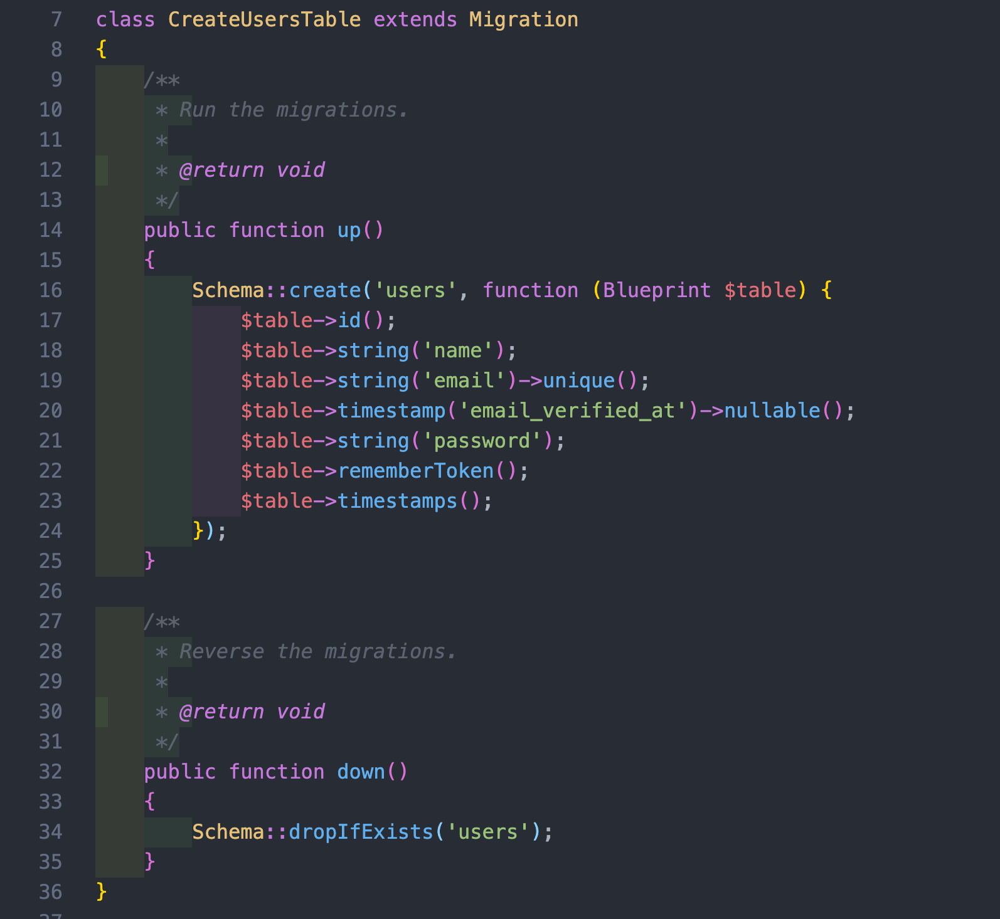 7 class CreateUsersTable extends Migration
8 {
9 /**
10 * Run the migrations.
11 *
12 * @return void
13 */
14 public function up()
15 {
16 Schema::create('users', function (Blueprint $table) {
17 $table->id();
18 $table->string('name');
19 $table->string('email')->unique();
20 $table->timestamp('email_verified_at')->nullable();
21 $table->string('password');
22 $table->rememberToken();
23 $table->timestamps();
24 });
25 }
26
27 /**
28 * Reverse the migrations.
29 *
30 * @return void
31 */
32 public function down()
33 {
34 Schema::dropIfExists('users');
35 }
36 }
37